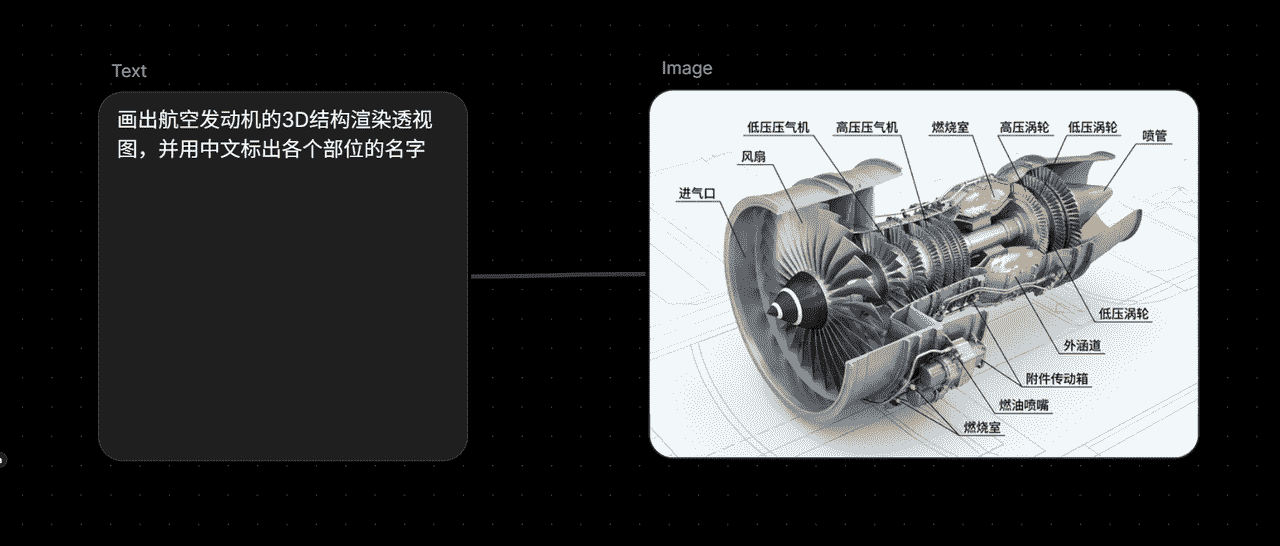 Text
画出航空发动机的3D结构渲染透视
图，并用中文标出各个部位的名字
Image
低压压气机
高压压气机
燃烧室
高压涡轮
低压涡轮
喷管
风扇
进气口
低压涡轮
外涵道
附件传动箱
燃油喷嘴
燃烧室